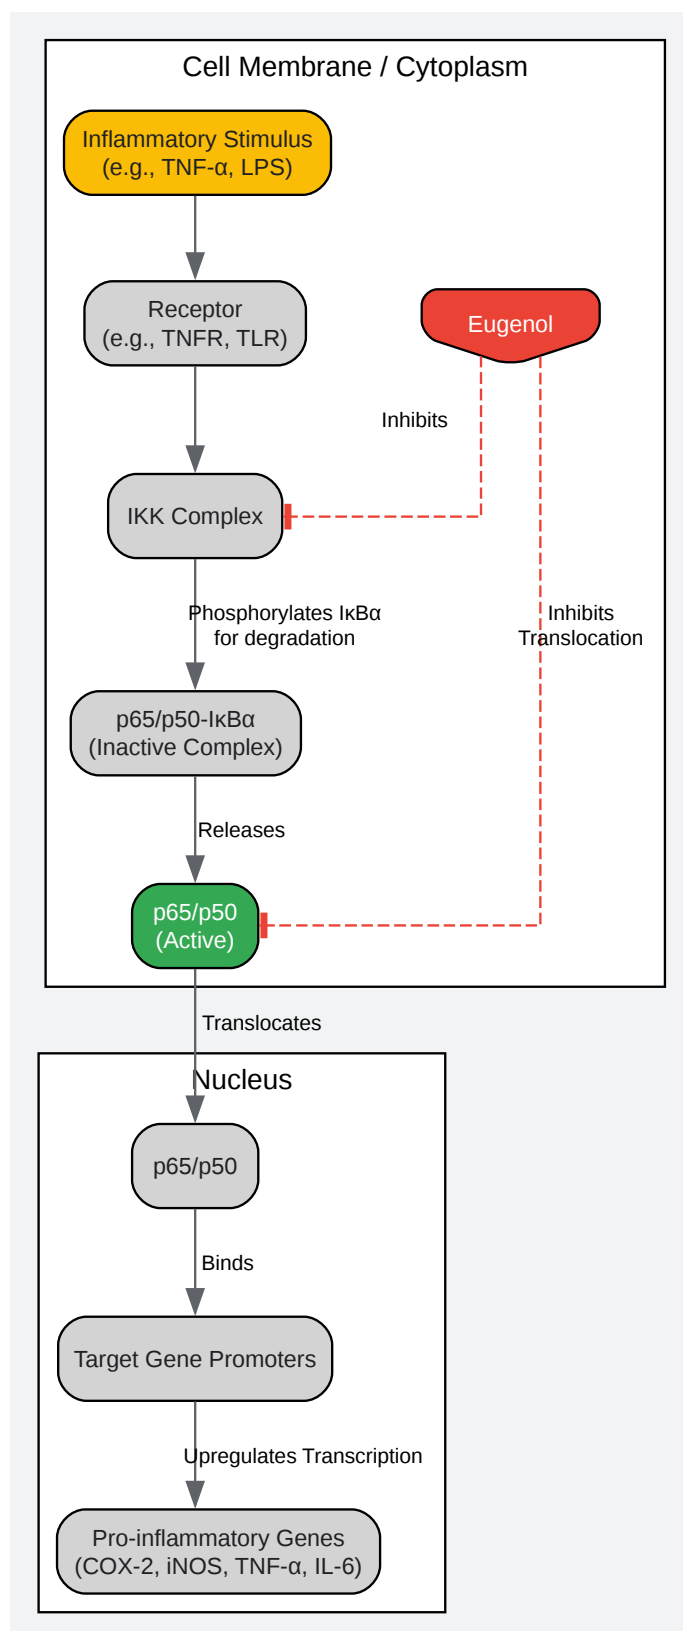 Cell Membrane / Cytoplasm
Inflammatory Stimulus
(e.g., TNF-α, LPS)
Receptor
(e.g., TNFR, TLR)
Eugenol
Inhibits
IKK Complex
Phosphorylates IκBα
for degradation
Inhibits
Translocation
p65/p50-IκBα
(Inactive Complex)
Releases
p65/p50
(Active)
Translocates
Nucleus
p65/p50
Binds
Target Gene Promoters
Upregulates Transcription
Pro-inflammatory Genes
(COX-2, iNOS, TNF-α, IL-6)